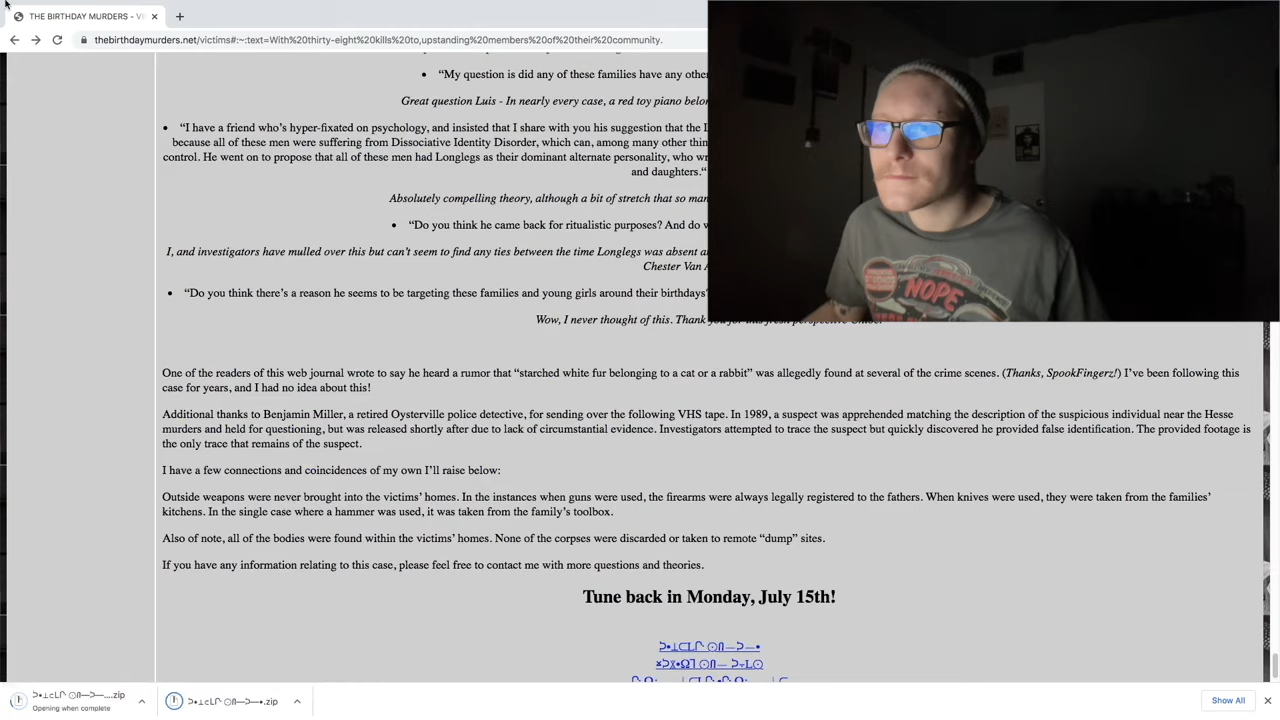 THE BIRTHDAY MURDERS - VI
thebirthdaymurders.net/victims#:~:text=With%20thirty-eight%20kills%20to,upstanding%20members%20of%20their%20community.
• “My question is did any of these families have any other
Great question Luis - In nearly every case, a red toy piano belon
• “I have a friend who’s hyper-fixated on psychology, and insisted that I share with you his suggestion that the L
because all of these men were suffering from Dissociative Identity Disorder, which can, among many other thin
control. He went on to propose that all of these men had Longlegs as their dominant alternate personality, who wr
and daughters.“
Absolutely compelling theory, although a bit of stretch that so man
• “Do you think he came back for ritualistic purposes? And do v
I, and investigators have mulled over this but can’t seem to find any ties between the time Longlegs was absent a
Chester Van
• “Do you think there’s a reason he seems to be targeting these families and young girls around their birthdays?
Wow, I never thought of this. Thank you for this fresh perspective Chloe!
NOPE
One of the readers of this web journal wrote to say he heard a rumor that “starched white fur belonging to a cat or a rabbit” was allegedly found at several of the crime scenes. (Thanks, SpookFingerz!) I’ve been following this
case for years, and I had no idea about this!
Additional thanks to Benjamin Miller, a retired Oysterville police detective, for sending over the following VHS tape. In 1989, a suspect was apprehended matching the description of the suspicious individual near the Hesse
murders and held for questioning, but was released shortly after due to lack of circumstantial evidence. Investigators attempted to trace the suspect but quickly discovered he provided false identification. The provided footage is
the only trace that remains of the suspect.
I have a few connections and coincidences of my own I’ll raise below:
Outside weapons were never brought into the victims’ homes. In the instances when guns were used, the firearms were always legally registered to the fathers. When knives were used, they were taken from the families’
kitchens. In the single case where a hammer was used, it was taken from the family’s toolbox.
Also of note, all of the bodies were found within the victims’ homes. None of the corpses were discarded or taken to remote “dump” sites.
If you have any information relating to this case, please feel free to contact me with more questions and theories.
Tune back in Monday, July 15th!
.zip
Opening when complete
.zip
Show All